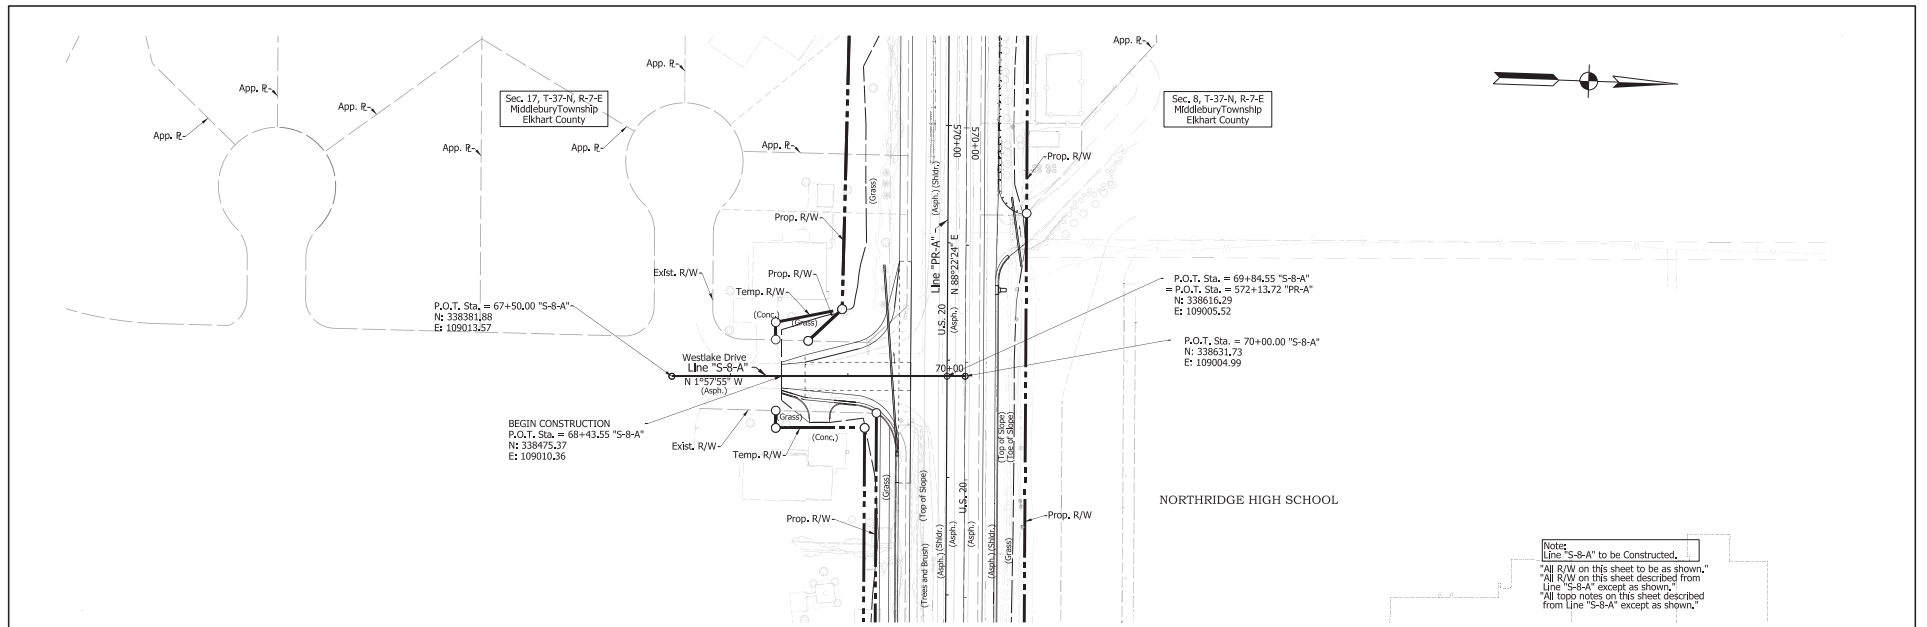 App. ℄
App. ℄
App. ℄
App. ℄
App. ℄
App. ℄
App. ℄
App. ℄
Sec. 17, T-37-N, R-7-E
MiddleburyTownship
Elkhart County
Sec. 8, T-37-N, R-7-E
MiddleburyTownship
Elkhart County
570+00
570+00
Prop. R/W
(Grass)
(Asph.) (Shldr.)
Prop. R/W
Line "PR-A"
N 88°22'24" E
Exist. R/W
Prop. R/W
Temp. R/W
(Conc.)
(Grass)
U.S. 20
(Asph.)
P.O.T. Sta. = 67+50.00 "S-8-A"
N: 338381.88
E: 109013.57
P.O.T. Sta. = 69+84.55 "S-8-A"
= P.O.T. Sta. = 572+13.72 "PR-A"
N: 338616.29
E: 109005.52
P.O.T. Sta. = 70+00.00 "S-8-A"
N: 338631.73
E: 109004.99
Westlake Drive
Line "S-8-A"
N 1°57'55" W
(Asph.)
70+00
BEGIN CONSTRUCTION
P.O.T. Sta. = 68+43.55 "S-8-A"
N: 338475.37
E: 109010.36
(Grass)
Exist. R/W
(Conc.)
Temp. R/W
(Top of Slope)
(Toe of Slope)
(Grass)
(Top of Slope)
U.S. 20
NORTHRIDGE HIGH SCHOOL
Prop. R/W
Prop. R/W
(Trees and Brush)
(Asph.) (Shldr.)
(Asph.)
(Asph.)
(Asph.) (Shldr.)
(Grass)
Note:
Line "S-8-A" to be Constructed.
"All R/W on this sheet to be as shown."
"All R/W on this sheet described from
Line "S-8-A" except as shown."
"All topo notes on this sheet described
from Line "S-8-A" except as shown."